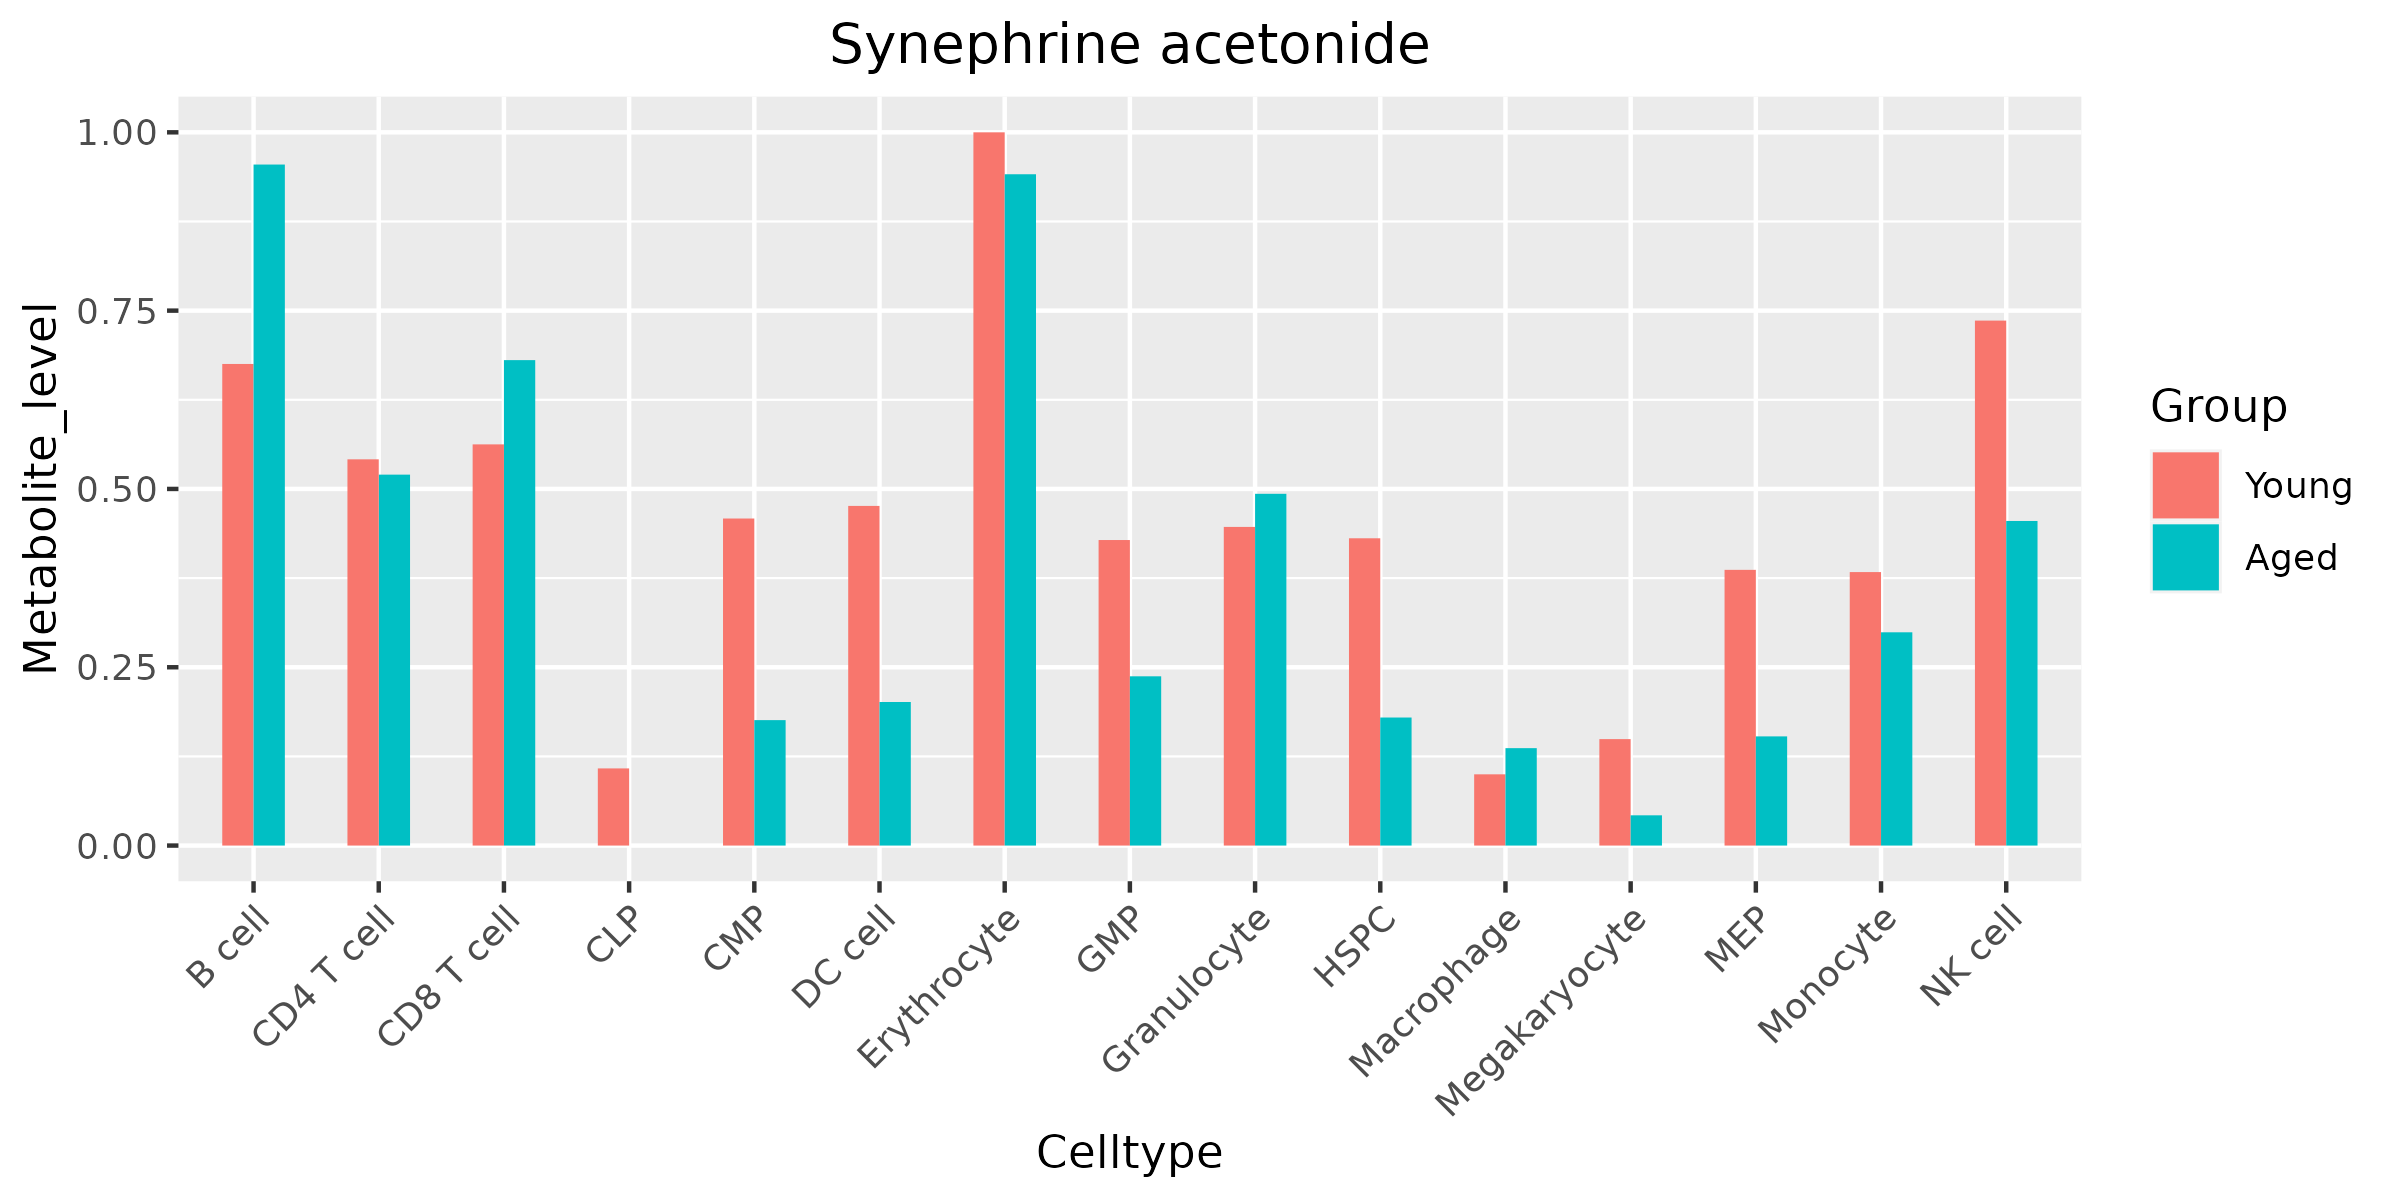 Synephrine acetonide
Metabolite_level
1.00
0.75
0.50
0.25
0.00
B cell
CD4 T cell
CD8 T cell
CLP
CMP
DC cell
Erythrocyte
GMP
Granulocyte
HSPC
Macrophage
Megakaryocyte
MEP
Monocyte
NK cell
Celltype
Group
Young
Aged